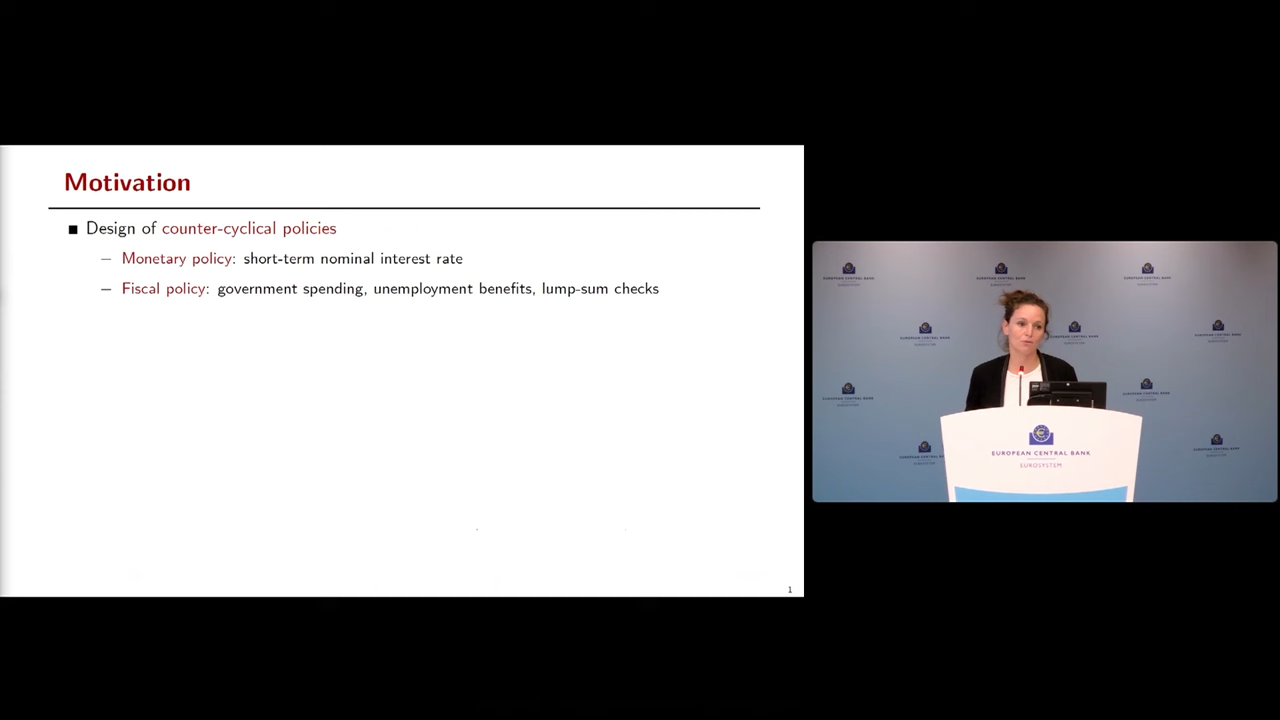 Motivation
■ Design of counter-cyclical policies
– Monetary policy: short-term nominal interest rate
– Fiscal policy: government spending, unemployment benefits, lump-sum checks
1
EUROPEAN CENTRAL BANK
EUROSYSTEM